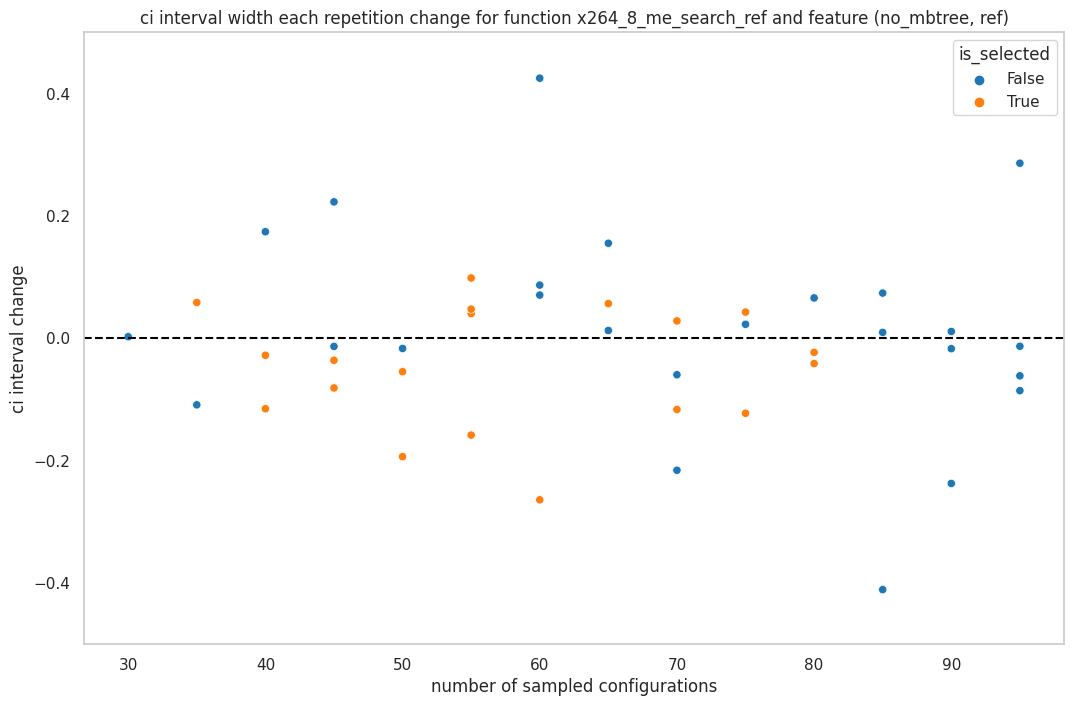 ci interval width each repetition change for function x264_8_me_search_ref and feature (no_mbtree, ref)
is_selected
False
True
0.4
0.2
0.0
−0.2
−0.4
ci interval change
30 40 50 60 70 80 90
number of sampled configurations